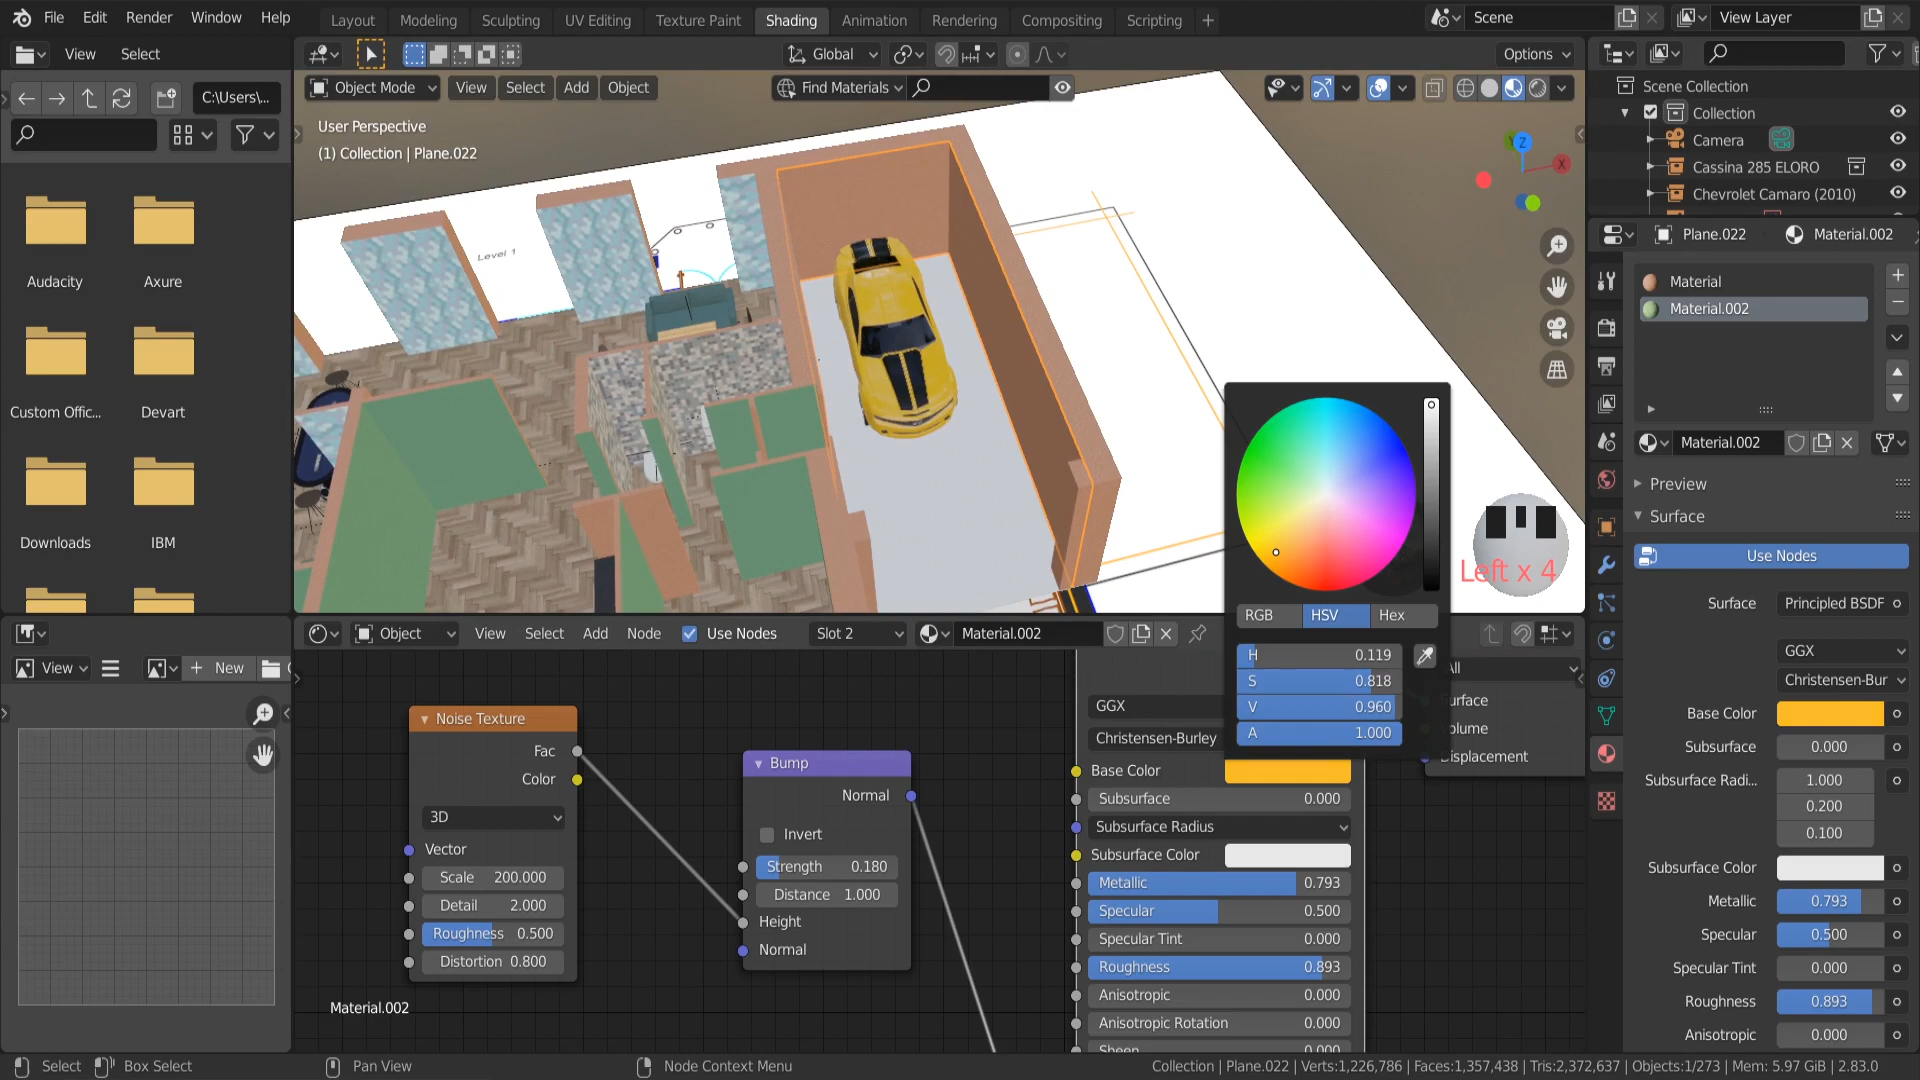 File Edit Render Window Help
Layout Modeling Sculpting UV Editing Texture Paint Shading Animation Rendering Compositing Scripting +
Scene
View Layer
View Select
Global
Options
C:\Users\...
Object Mode View Select Add Object
Find Materials
User Perspective
(1) Collection | Plane.022
Level 1
Y Z X
Audacity Axure
Custom Offic... Devart
Downloads IBM
Scene Collection
Collection
Camera
Cassina 285 ELORO
Chevrolet Camaro (2010)
Plane.022 Material.002
Material
Material.002
Material.002
Preview
Surface
Use Nodes
Surface Principled BSDF
GGX
Christensen-Bur
Base Color
Subsurface 0.000
Subsurface Radi... 1.000
0.200
0.100
Subsurface Color
Metallic 0.793
Specular 0.500
Specular Tint 0.000
Roughness 0.893
Anisotropic 0.000
Left x 4
RGB HSV Hex
H 0.119
S 0.818
V 0.960
A 1.000
Object View Select Add Node Use Nodes Slot 2 Material.002
View + New
Noise Texture
Fac
Color
3D
Vector
Scale 200.000
Detail 2.000
Roughness 0.500
Distortion 0.800
Bump
Normal
Invert
Strength 0.180
Distance 1.000
Height
Normal
GGX
Christensen-Burley
Base Color
Subsurface 0.000
Subsurface Radius
Subsurface Color
Metallic 0.793
Specular 0.500
Specular Tint 0.000
Roughness 0.893
Anisotropic 0.000
Anisotropic Rotation 0.000
Sheen 0.000
All
Surface
Volume
Displacement
Material.002
Select Box Select Pan View Node Context Menu
Collection | Plane.022 | Verts:1,226,786 | Faces:1,357,438 | Tris:2,372,637 | Objects:1/273 | Mem: 5.97 GiB | 2.83.0